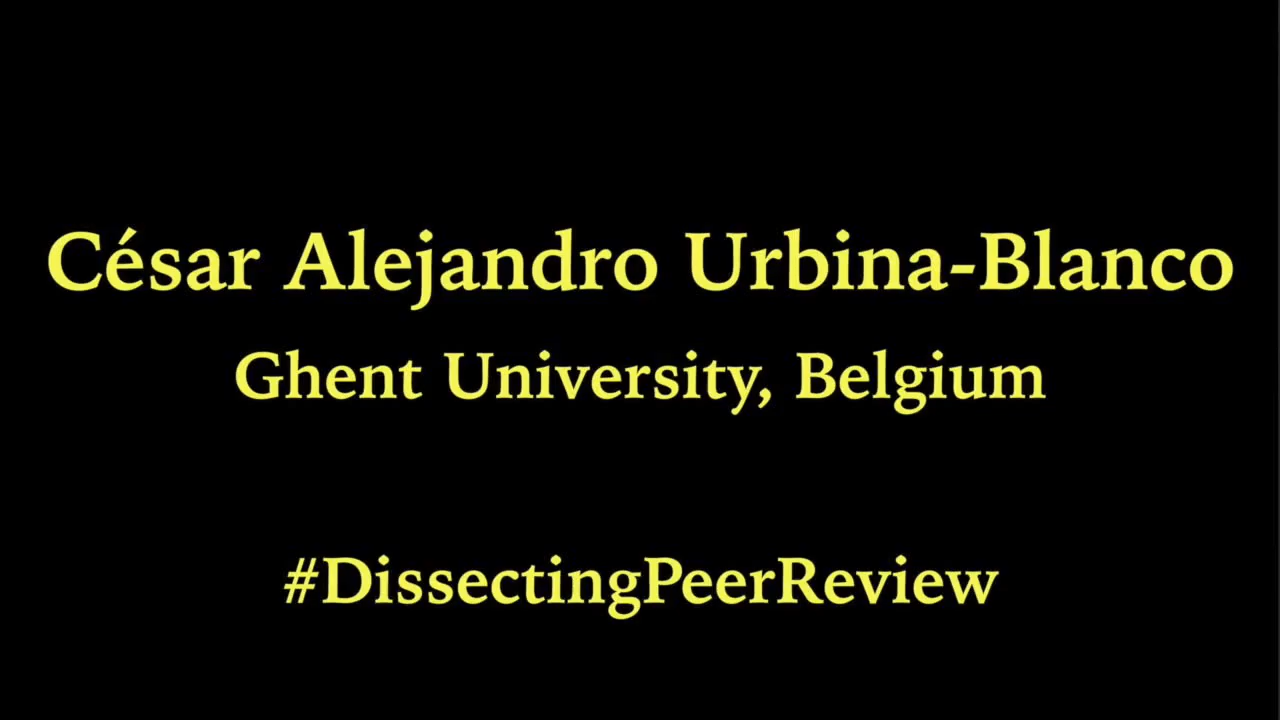 César Alejandro Urbina-Blanco
Ghent University, Belgium
#DissectingPeerReview